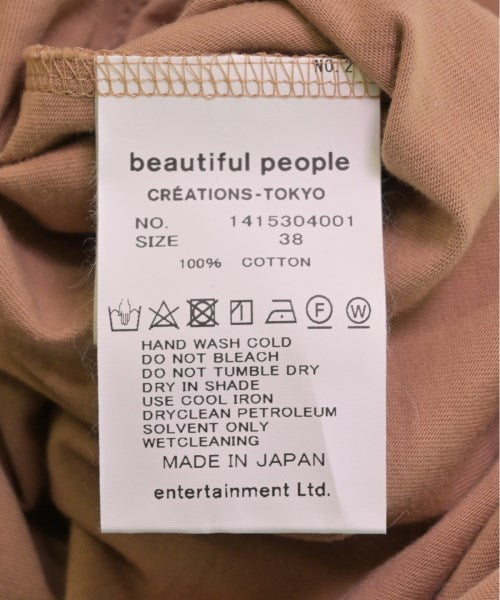 NO. 2
beautiful people
CRÉATIONS-TOKYO
NO. 1415304001
SIZE 38
100% COTTON
F W
HAND WASH COLD
DO NOT BLEACH
DO NOT TUMBLE DRY
DRY IN SHADE
USE COOL IRON
DRYCLEAN PETROLEUM
SOLVENT ONLY
WETCLEANING
MADE IN JAPAN
entertainment Ltd.